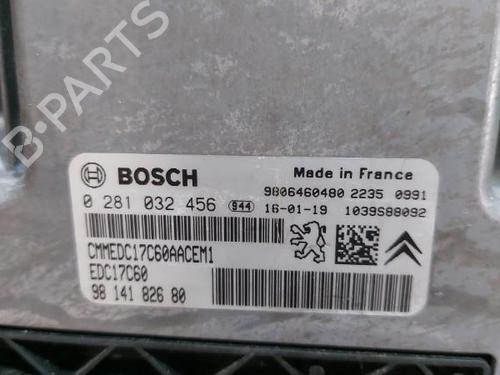 B-PARTS
BOSCH
Made in France
9806460480 2235 0991
0 281 032 456 944 16-01-19 1039S88092
CMMEDC17C60AACEM1
EDC17C60
98 141 826 80